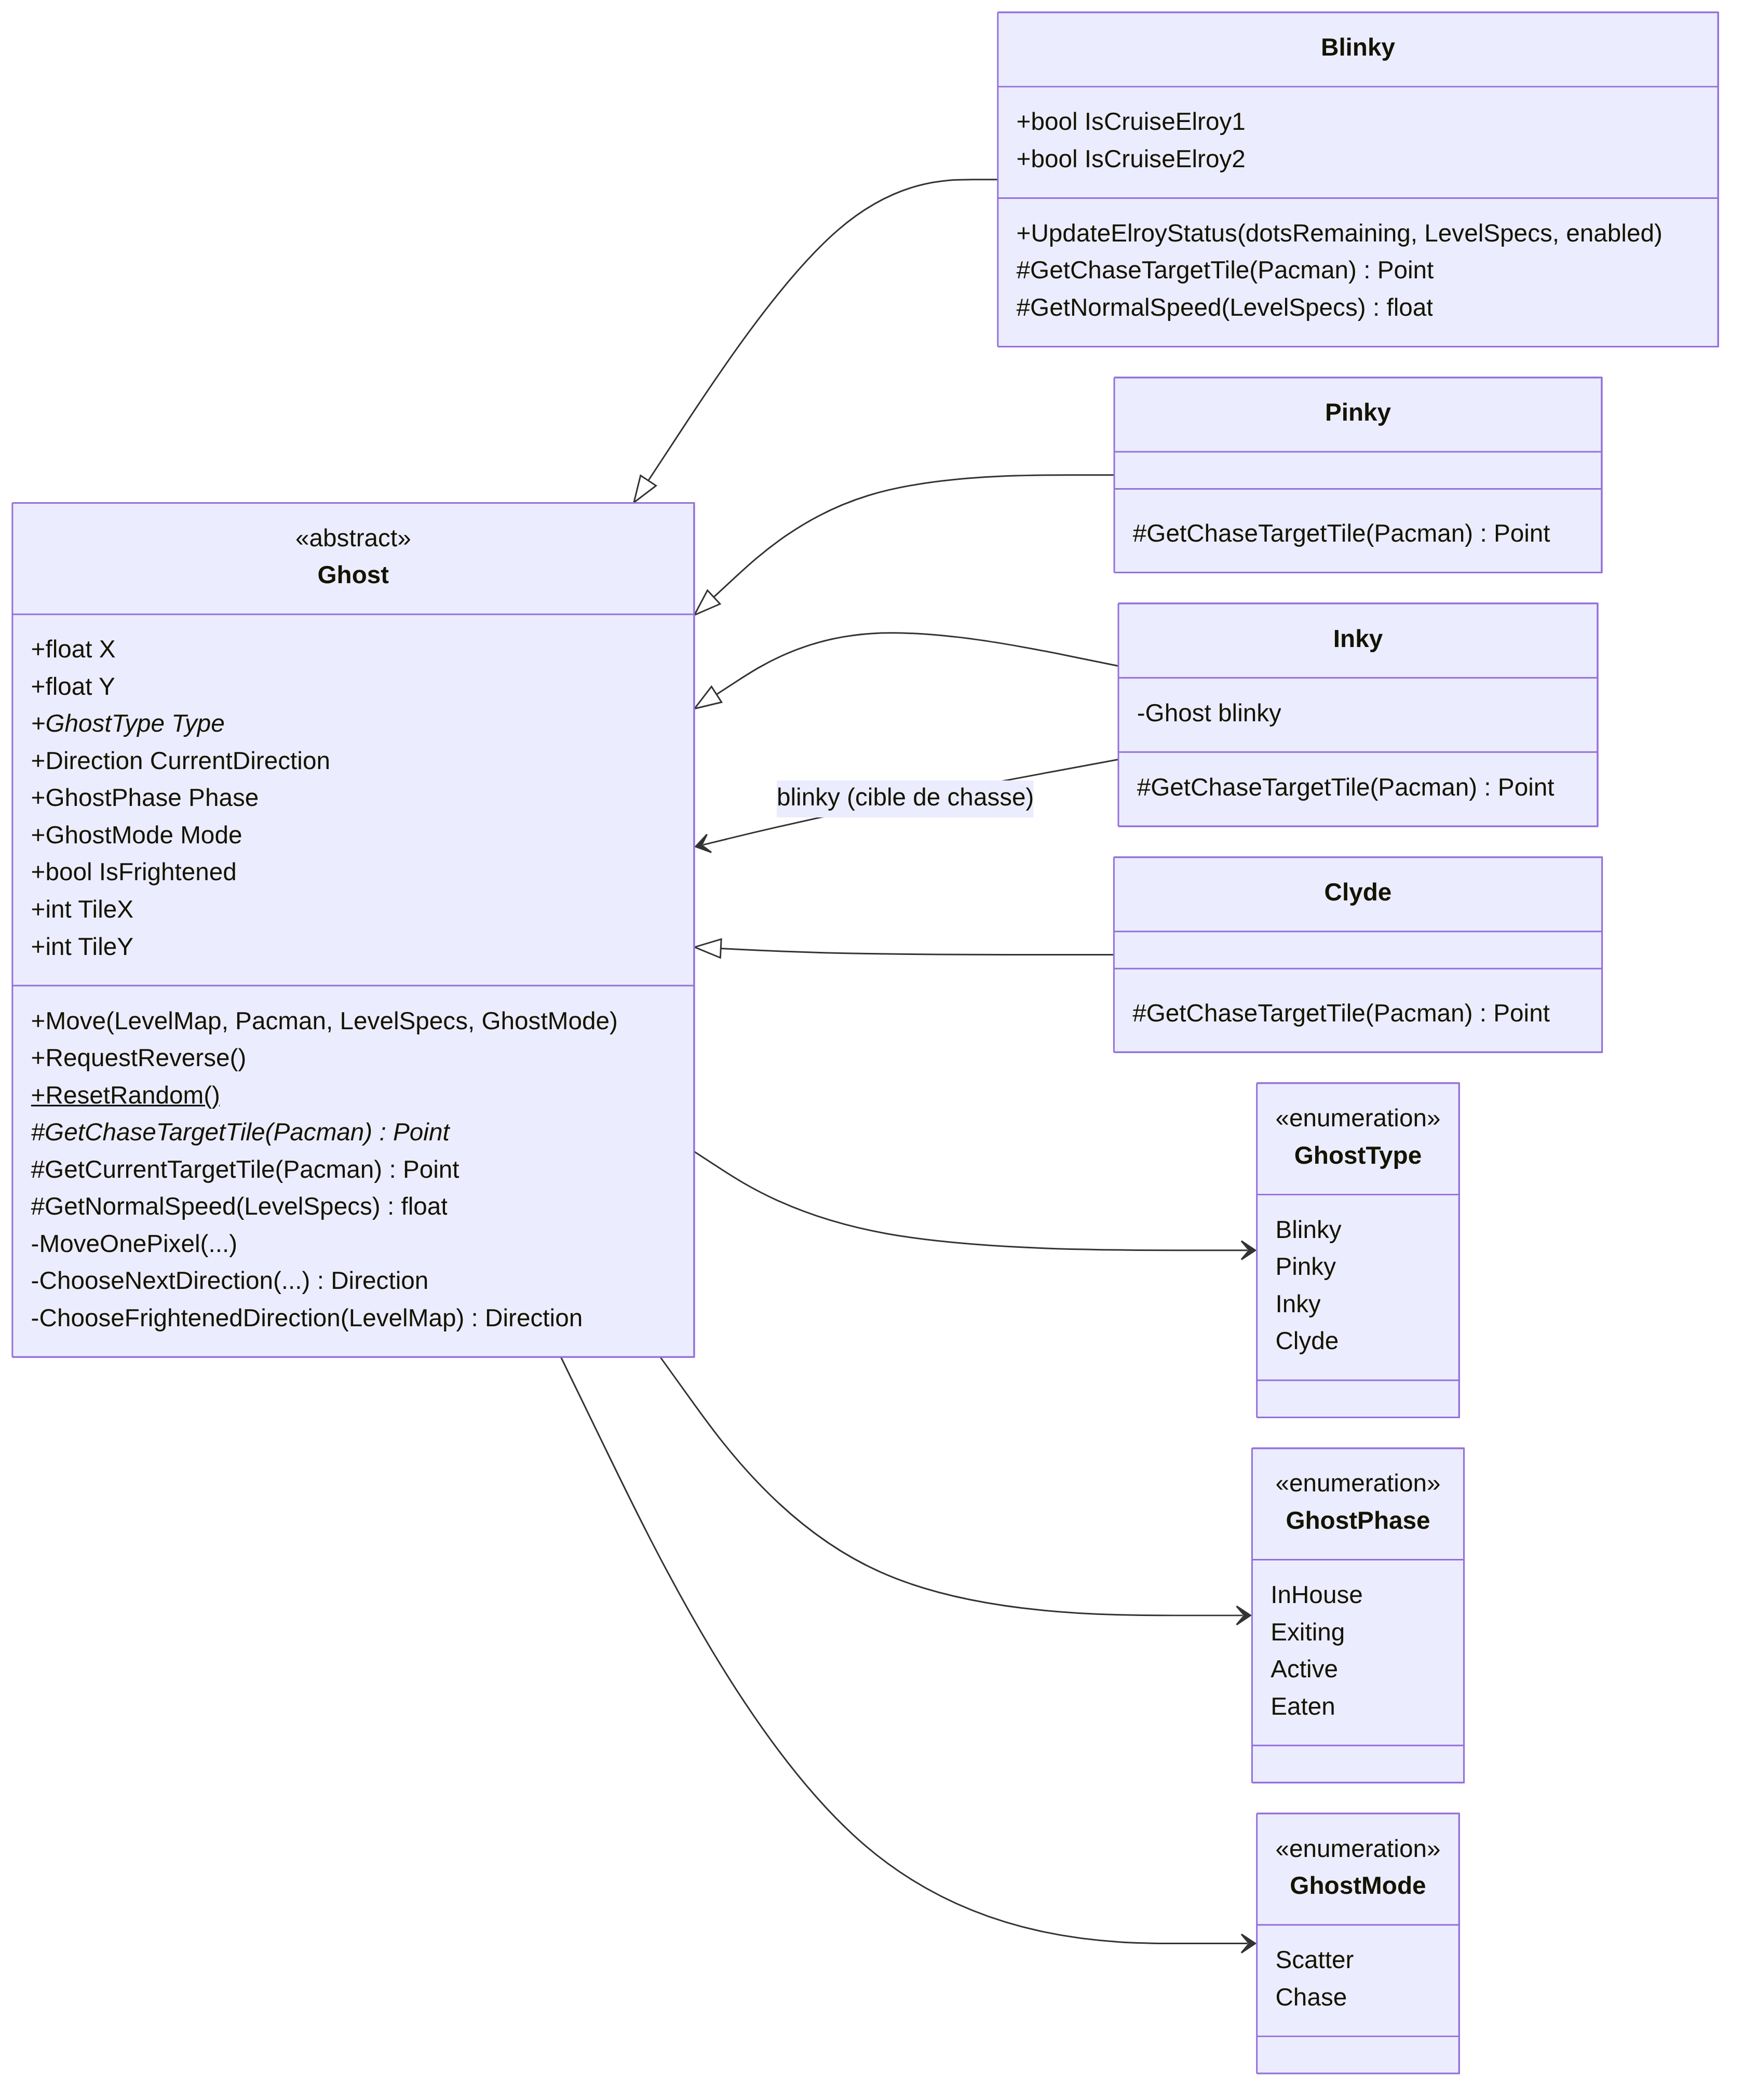 «abstract»
Ghost
+float X
+float Y
+GhostType Type
+Direction CurrentDirection
+GhostPhase Phase
+GhostMode Mode
+bool IsFrightened
+int TileX
+int TileY
+Move(LevelMap, Pacman, LevelSpecs, GhostMode)
+RequestReverse()
+ResetRandom()
#GetChaseTargetTile(Pacman) : Point
#GetCurrentTargetTile(Pacman) : Point
#GetNormalSpeed(LevelSpecs) : float
-MoveOnePixel(...)
-ChooseNextDirection(...) : Direction
-ChooseFrightenedDirection(LevelMap) : Direction
blinky (cible de chasse)
Blinky
+bool IsCruiseElroy1
+bool IsCruiseElroy2
+UpdateElroyStatus(dotsRemaining, LevelSpecs, enabled)
#GetChaseTargetTile(Pacman) : Point
#GetNormalSpeed(LevelSpecs) : float
Pinky
#GetChaseTargetTile(Pacman) : Point
Inky
-Ghost blinky
#GetChaseTargetTile(Pacman) : Point
Clyde
#GetChaseTargetTile(Pacman) : Point
«enumeration»
GhostType
Blinky
Pinky
Inky
Clyde
«enumeration»
GhostPhase
InHouse
Exiting
Active
Eaten
«enumeration»
GhostMode
Scatter
Chase